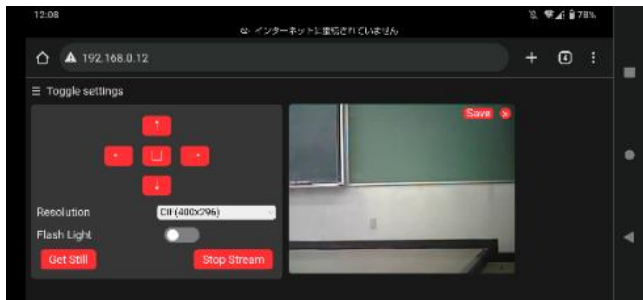 12:08
78%
インターネットに接続されていません
192.168.0.12
Toggle settings
Save
Resolution
CIF(400x296)
Flash Light
Get Still
Stop Stream